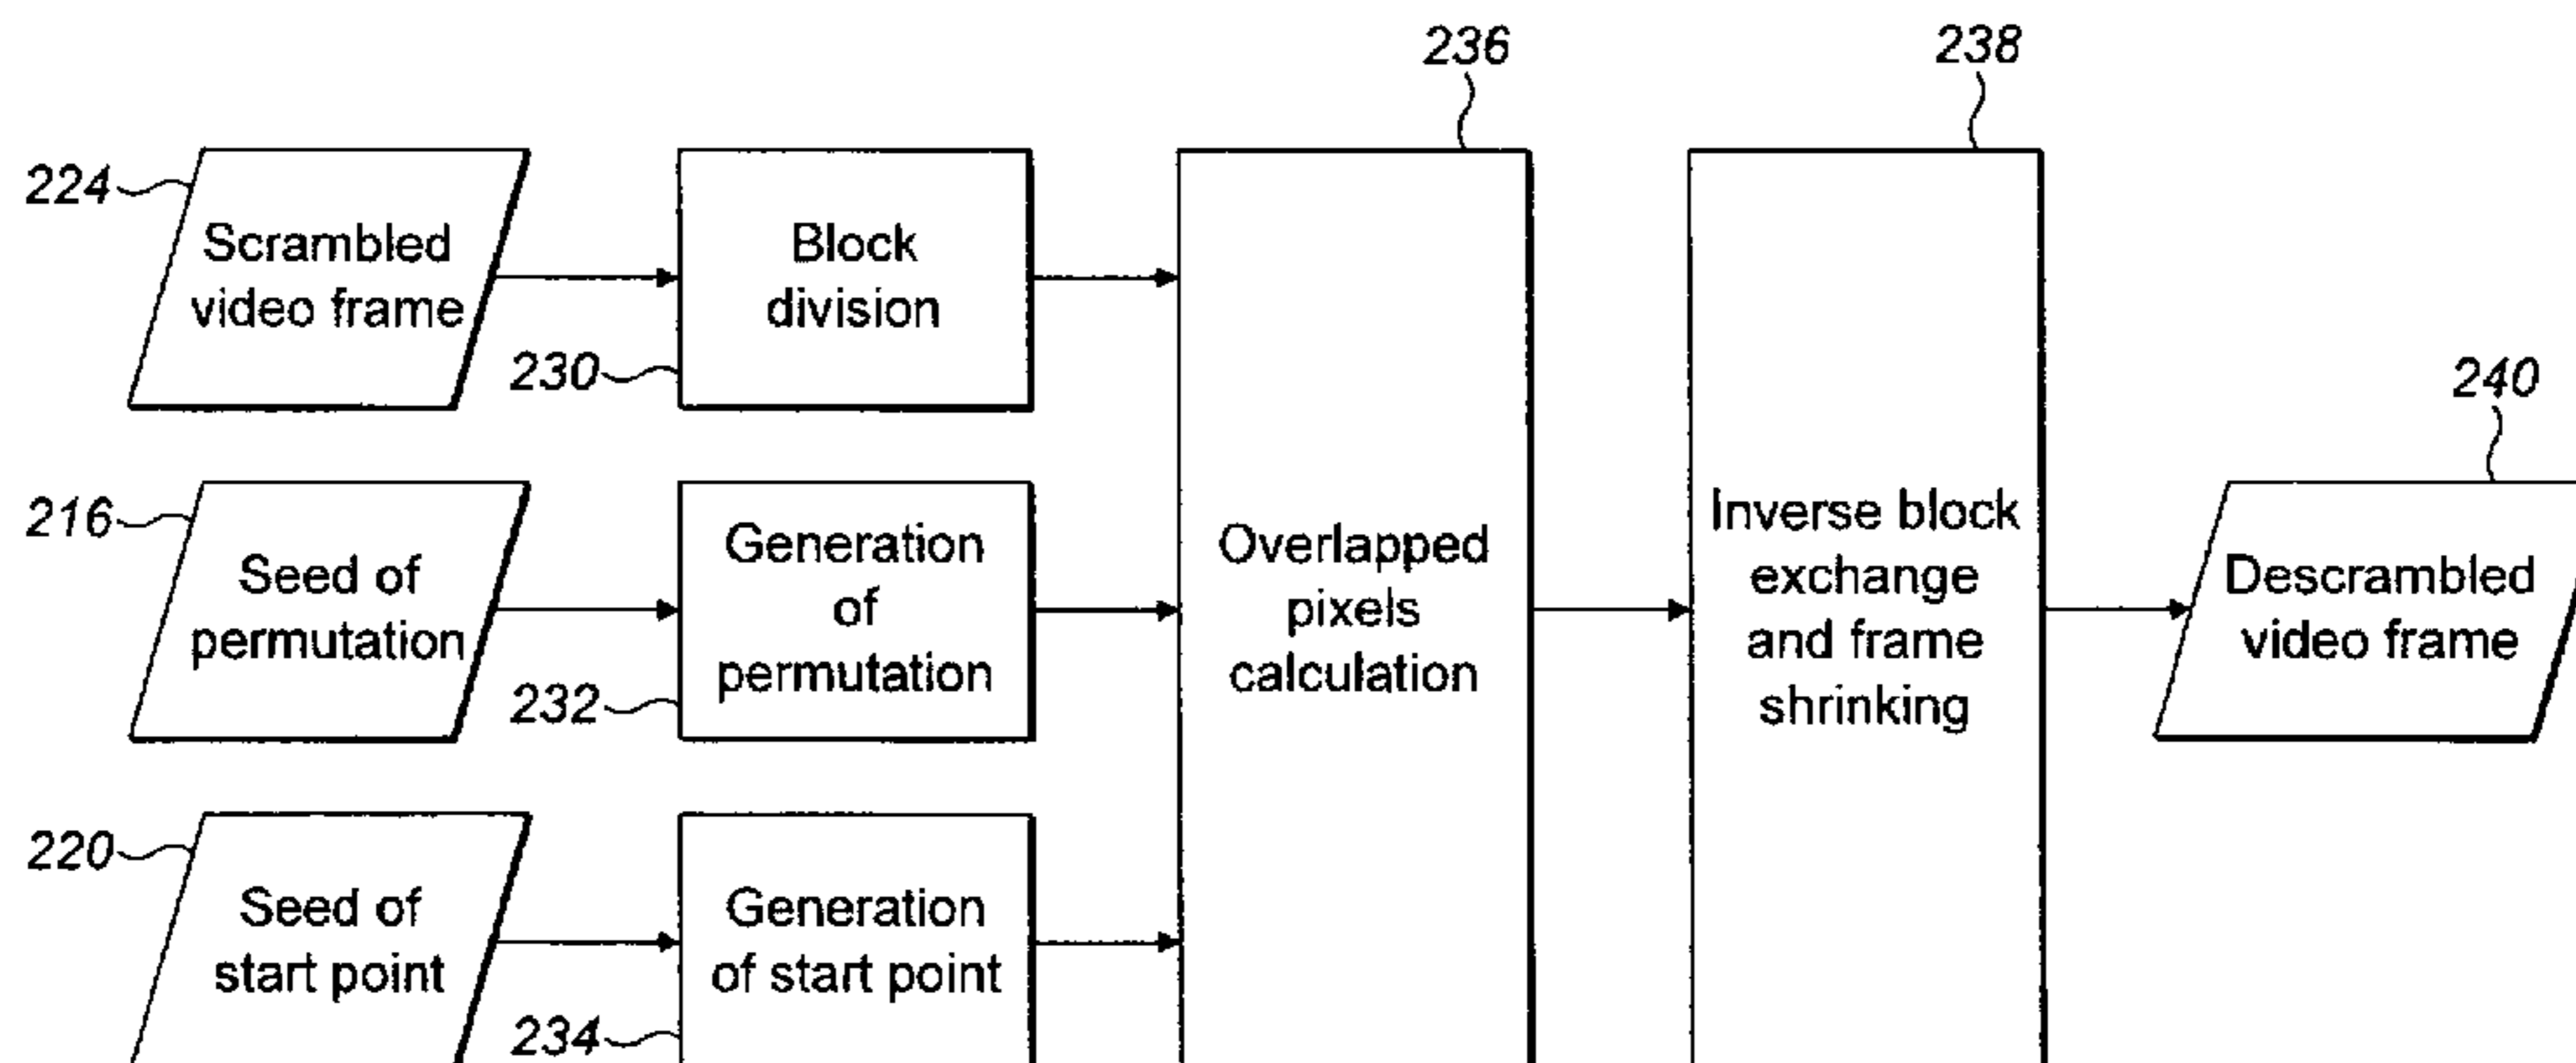 236
238
224
Scrambled
video frame
Block
division
230
240
216
Seed of
permutation
Generation
of
permutation
232
Overlapped
pixels
calculation
Inverse block
exchange
and frame
shrinking
Descrambled
video frame
220
Seed of
start point
Generation
of start point
234